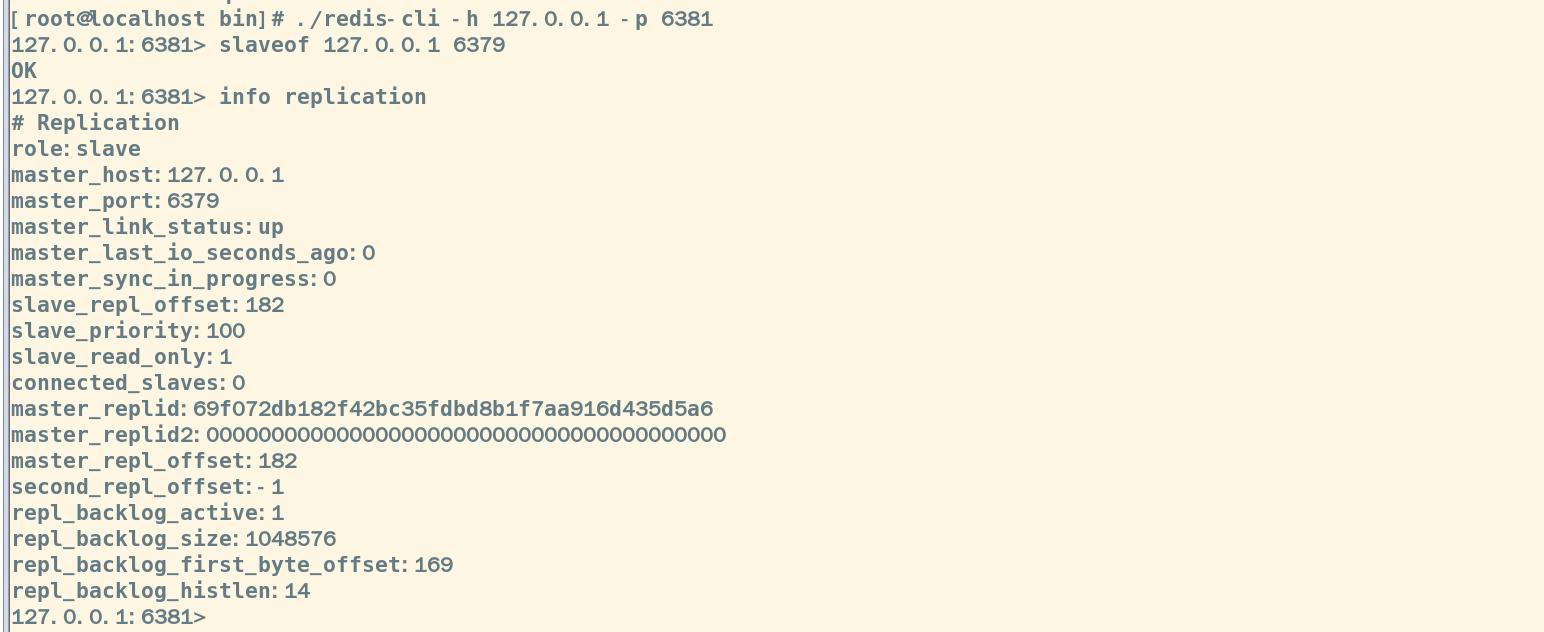 [root@localhost bin]# ./redis-cli -h 127.0.0.1 -p 6381
127.0.0.1:6381> slaveof 127.0.0.1 6379
OK
127.0.0.1:6381> info replication
# Replication
role:slave
master_host:127.0.0.1
master_port:6379
master_link_status:up
master_last_io_seconds_ago:0
master_sync_in_progress:0
slave_repl_offset:182
slave_priority:100
slave_read_only:1
connected_slaves:0
master_replid:69f072db182f42bc35fdbd8b1f7aa916d435d5a6
master_replid2:0000000000000000000000000000000000000000
master_repl_offset:182
second_repl_offset:-1
repl_backlog_active:1
repl_backlog_size:1048576
repl_backlog_first_byte_offset:169
repl_backlog_histlen:14
127.0.0.1:6381>